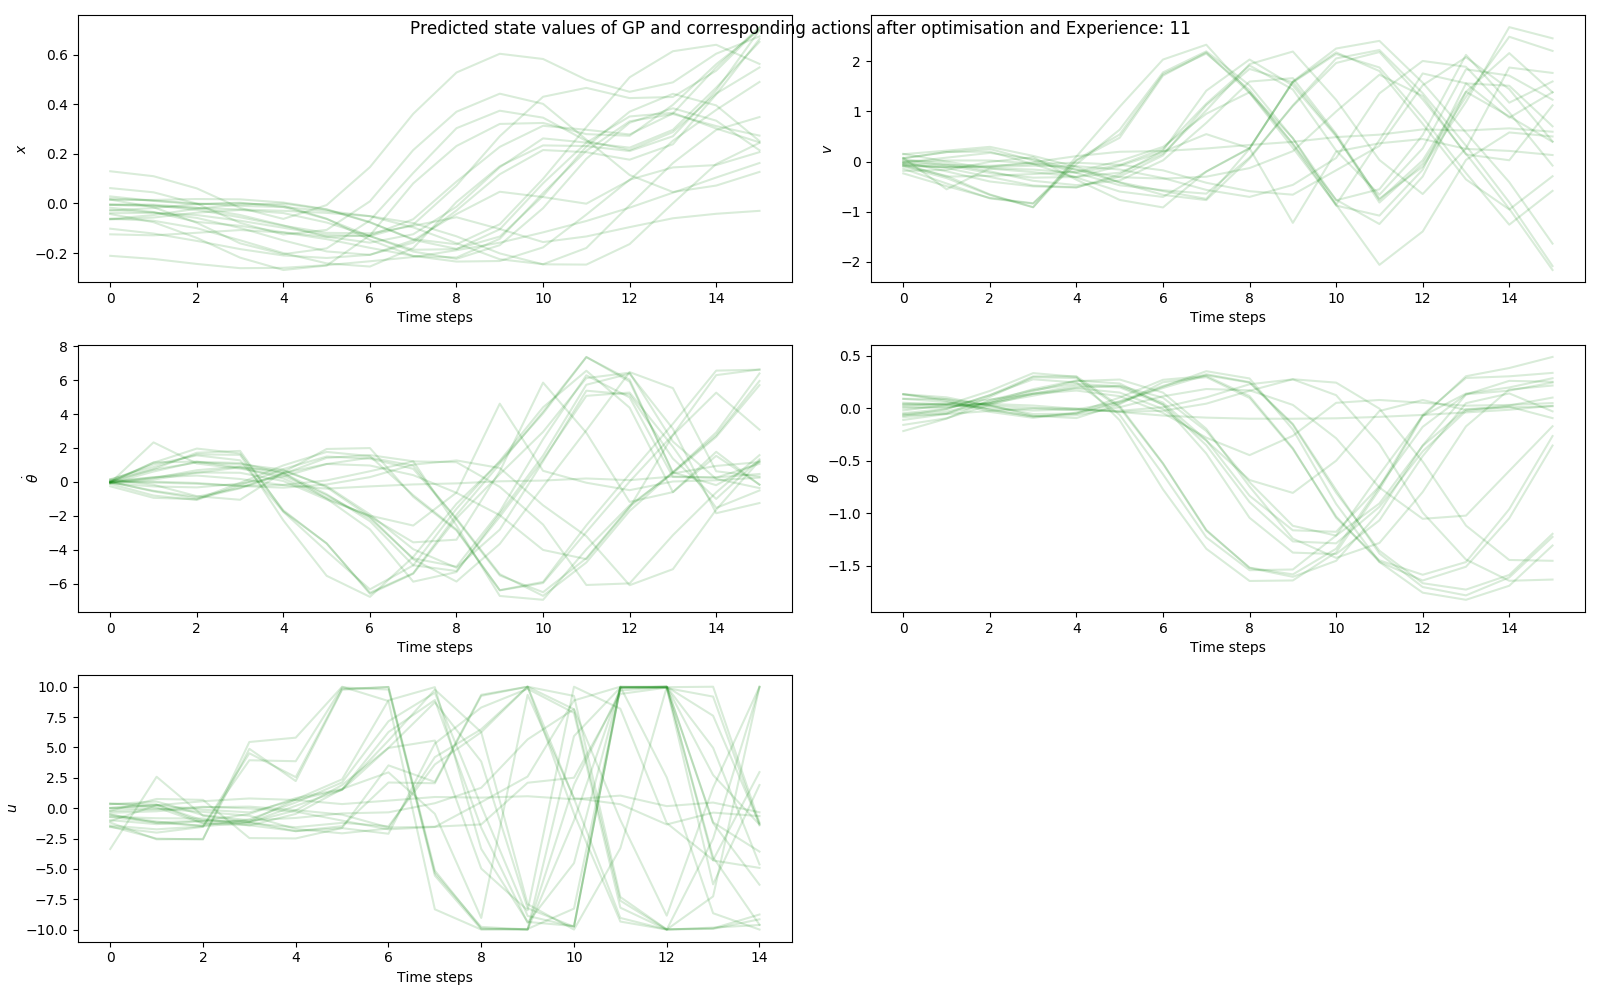 Predicted state values of GP and corresponding actions after optimisation and Experience: 11
0.6
0.4
0.2
0.0
−0.2
x
0 2 4 6 8 10 12 14
Time steps
2
1
0
−1
−2
v
0 2 4 6 8 10 12 14
Time steps
8
6
4
2
0
−2
−4
−6
θ̇
0 2 4 6 8 10 12 14
Time steps
0.5
0.0
−0.5
−1.0
−1.5
θ
0 2 4 6 8 10 12 14
Time steps
10.0
7.5
5.0
2.5
0.0
−2.5
−5.0
−7.5
−10.0
u
0 2 4 6 8 10 12 14
Time steps